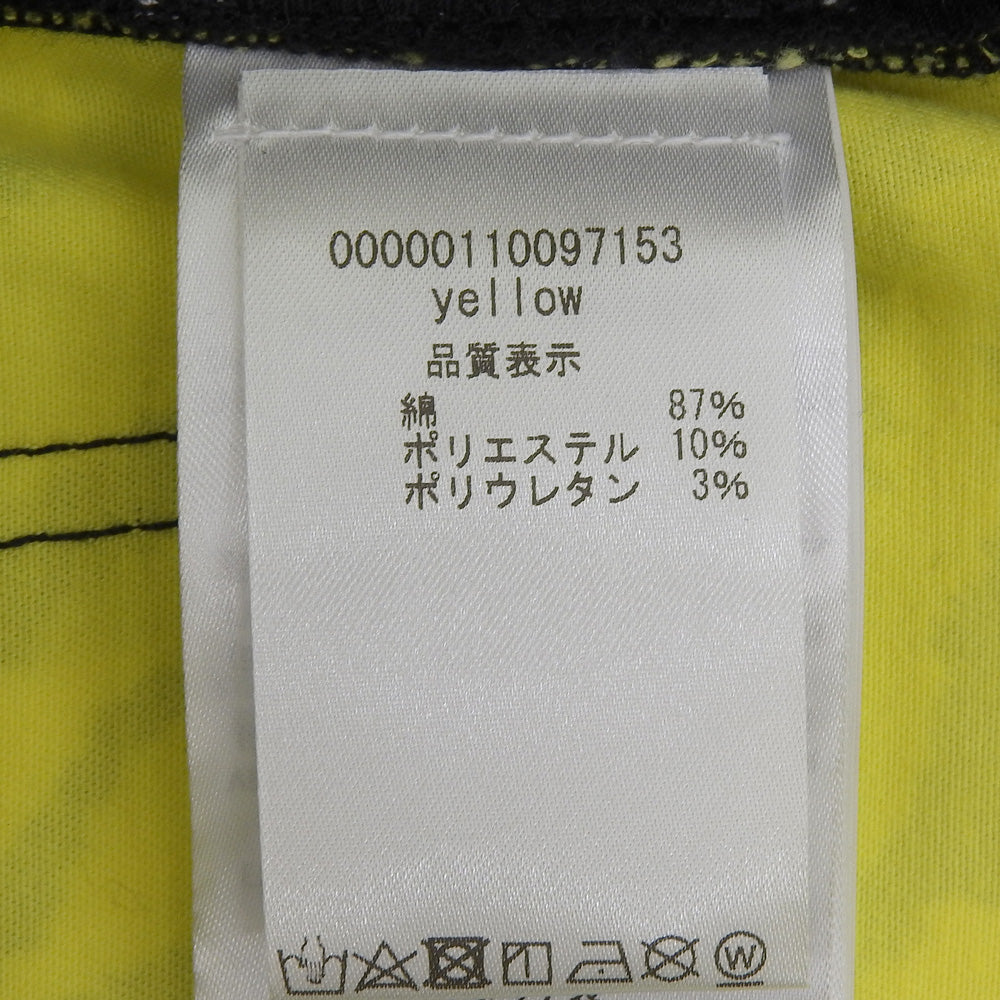 00000110097153
yellow
品質表示
綿 87%
ポリエステル 10%
ポリウレタン 3%
W